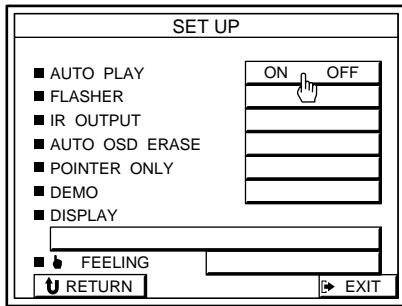 SET UP
AUTO PLAY ON OFF
FLASHER
IR OUTPUT
AUTO OSD ERASE
POINTER ONLY
DEMO
DISPLAY
FEELING
RETURN EXIT